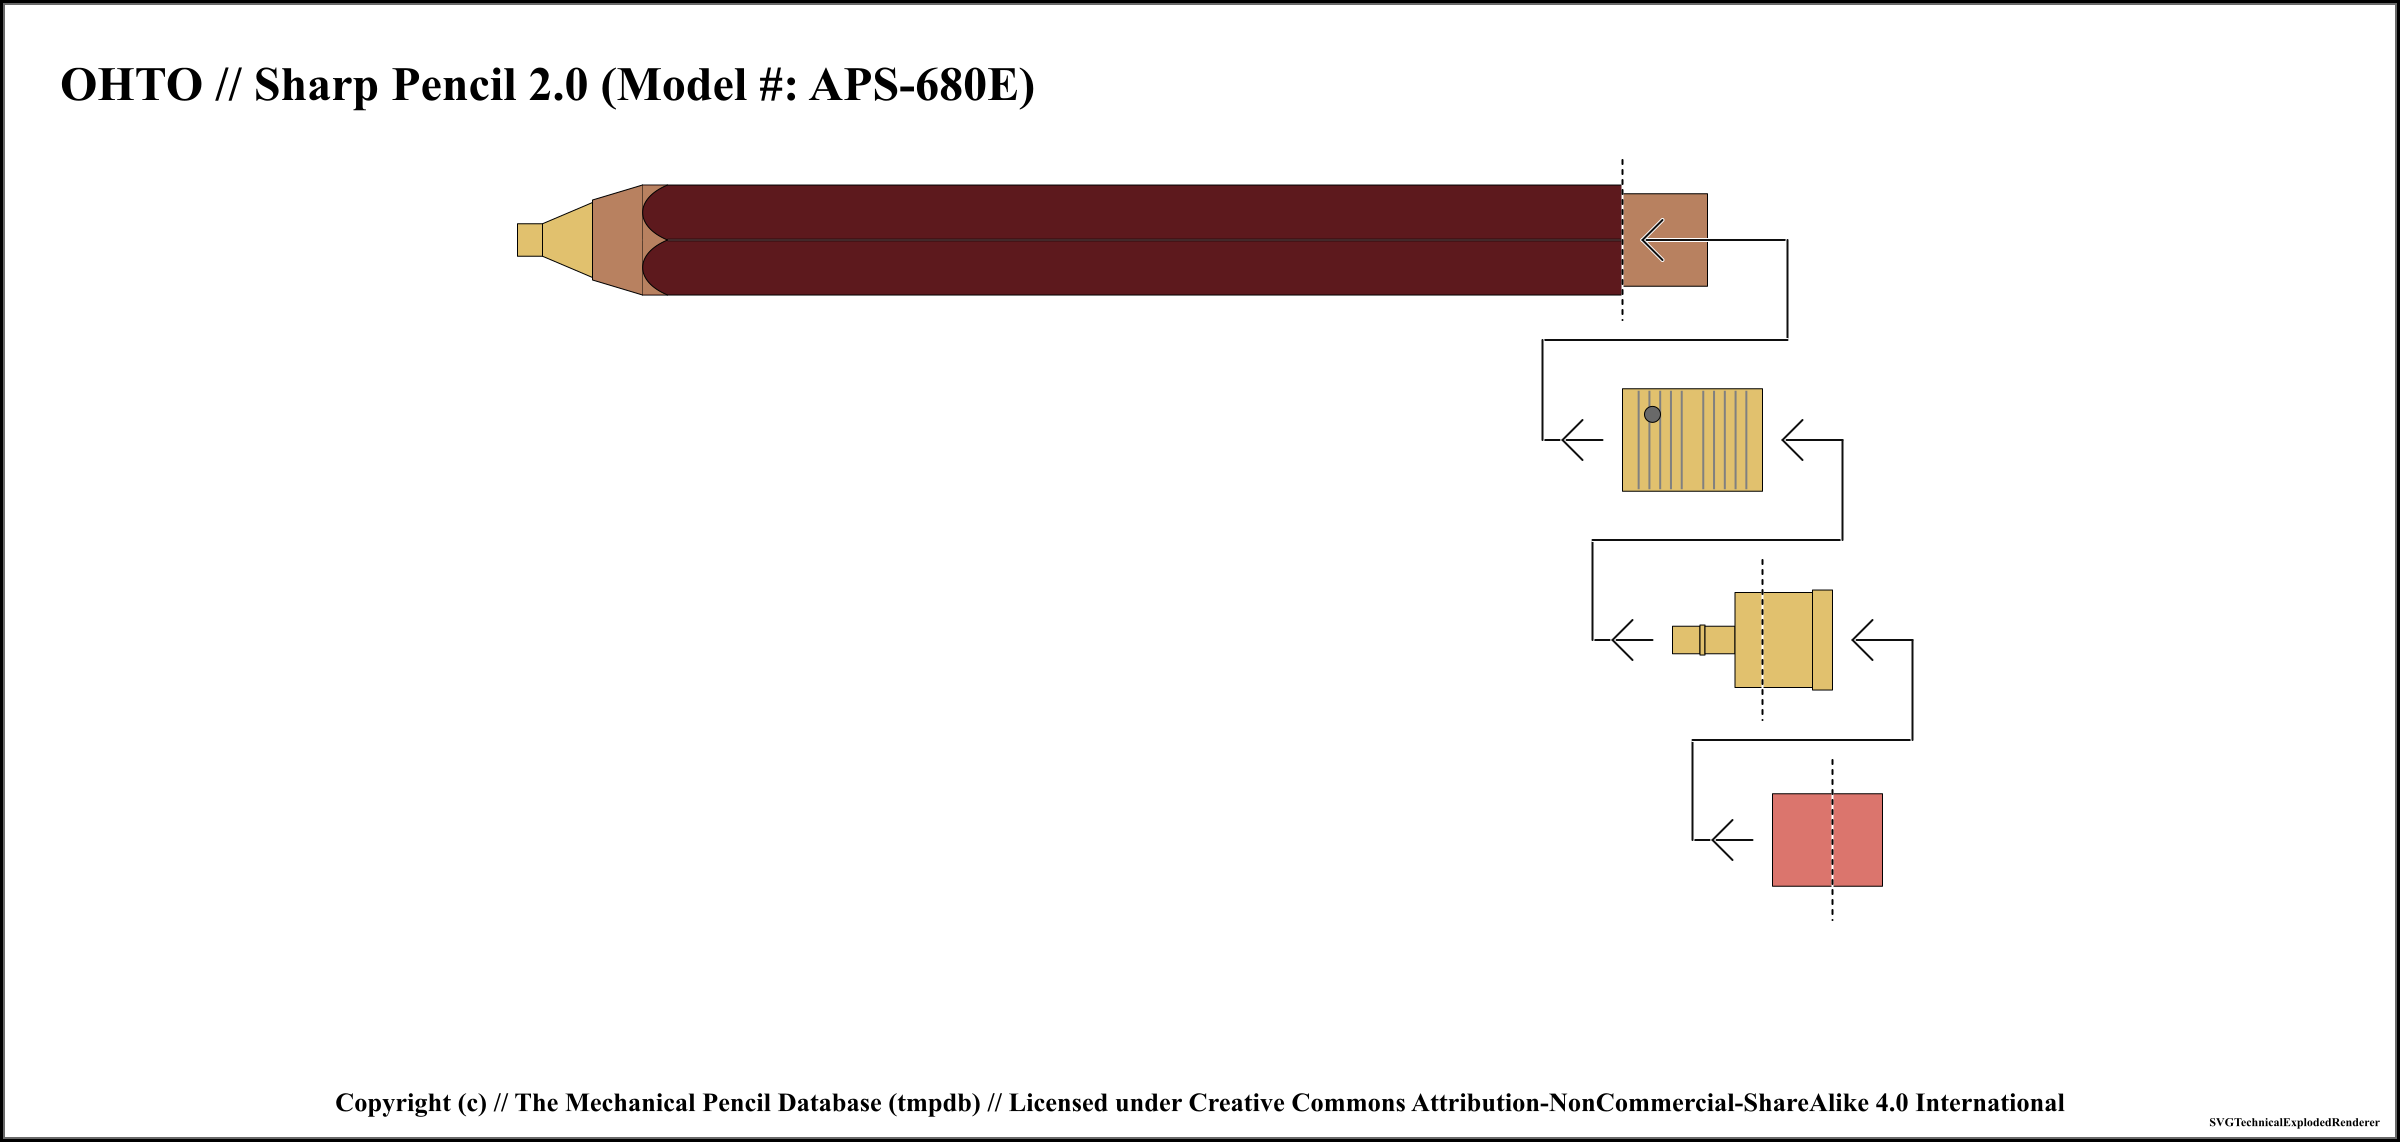 OHTO // Sharp Pencil 2.0 (Model #: APS-680E)
Copyright (c) // The Mechanical Pencil Database (tmpdb) // Licensed under Creative Commons Attribution-NonCommercial-ShareAlike 4.0 International
SVGTechnicalExplodedRenderer